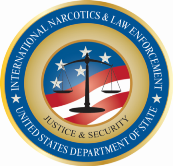 INTERNATIONAL NARCOTICS & LAW ENFORCEMENT
JUSTICE & SECURITY
UNITED STATES DEPARTMENT OF STATE